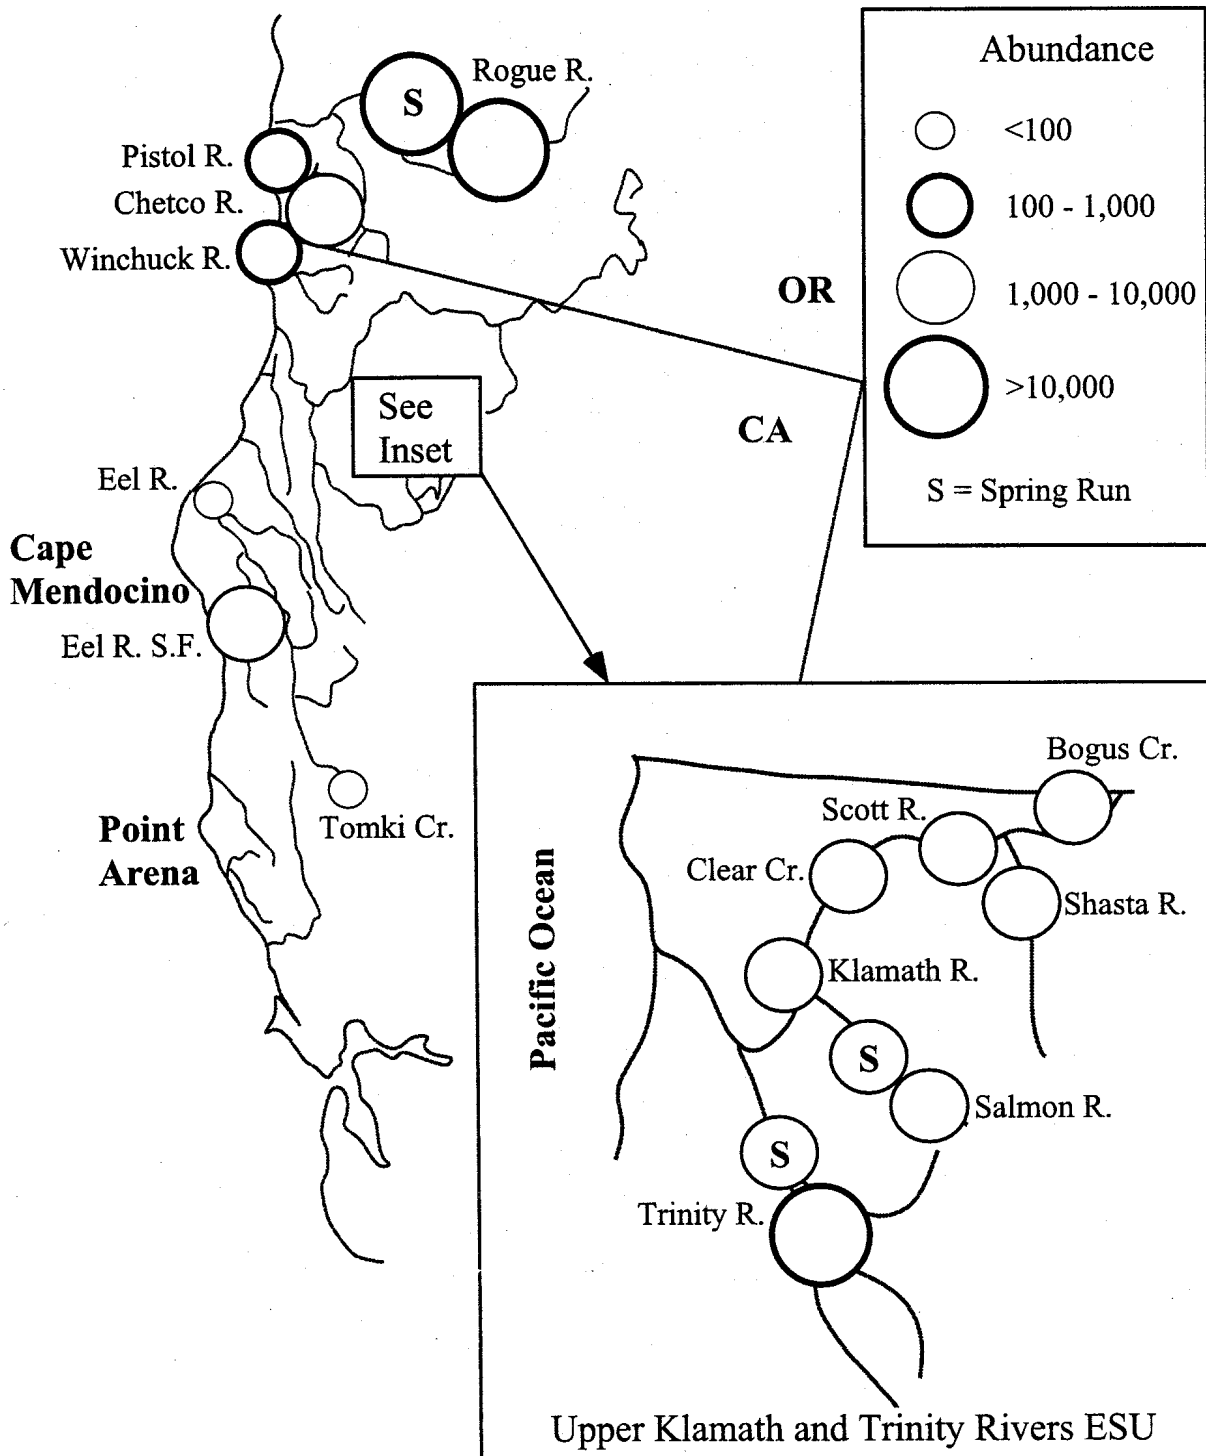 Rogue R.
S
Pistol R.
Chetco R.
Winchuck R.
OR
CA
See
Inset
Eel R.
Cape
Mendocino
Eel R. S.F.
Point
Arena
Tomki Cr.
Abundance
<100
100 - 1,000
1,000 - 10,000
>10,000
S = Spring Run
Bogus Cr.
Scott R.
Clear Cr.
Shasta R.
Pacific Ocean
Klamath R.
S
Salmon R.
S
Trinity R.
Upper Klamath and Trinity Rivers ESU